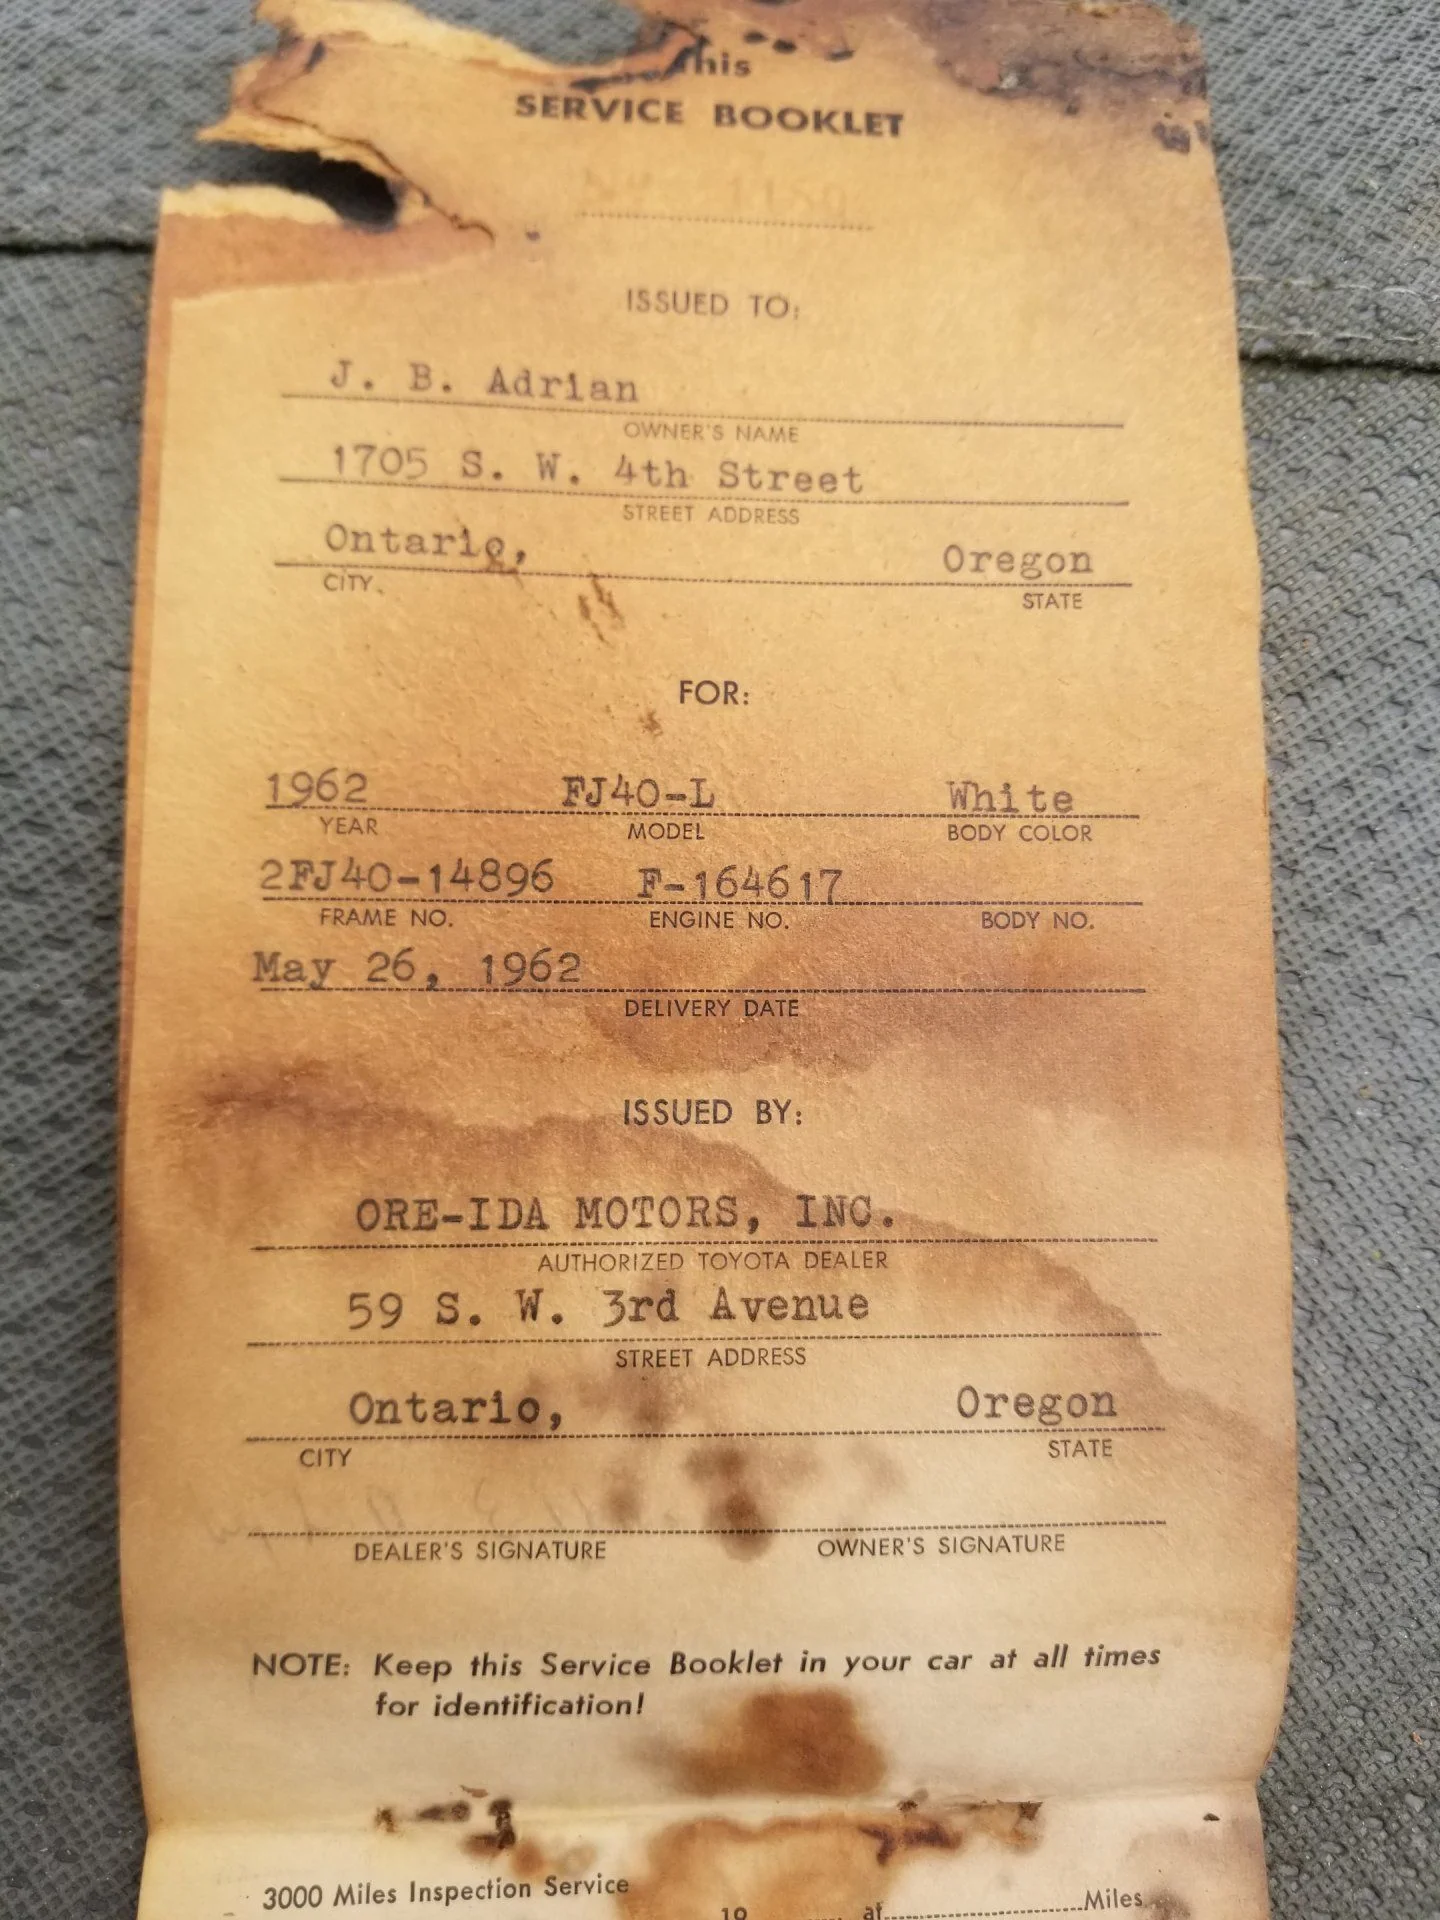 This
SERVICE BOOKLET
ISSUED TO:
J. B. Adrian
OWNER'S NAME
1705 S. W. 4th Street
STREET ADDRESS
Ontario, Oregon
CITY. STATE
FOR:
1962 FJ40-L White
YEAR MODEL BODY COLOR
2FJ40-14896 F-164617
FRAME NO. ENGINE NO. BODY NO.
May 26, 1962
DELIVERY DATE
ISSUED BY:
ORE-IDA MOTORS, INC.
AUTHORIZED TOYOTA DEALER
59 S. W. 3rd Avenue
STREET ADDRESS
Ontario, Oregon
CITY STATE
DEALER'S SIGNATURE OWNER'S SIGNATURE
NOTE: Keep this Service Booklet in your car at all times
for identification!
3000 Miles Inspection Service
19 at Miles